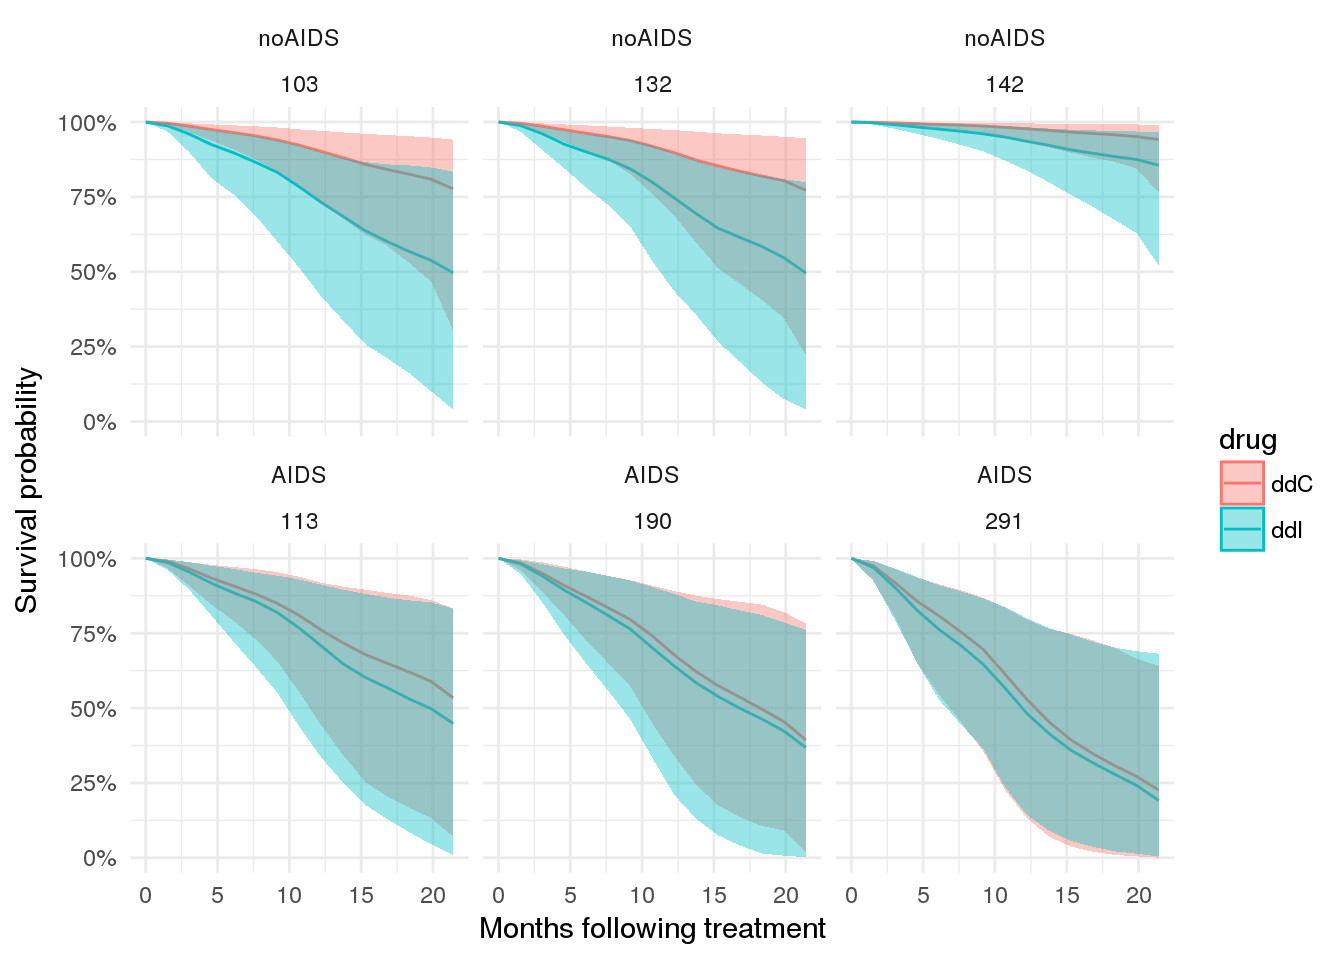 noAIDS noAIDS noAIDS
103 132 142
100%
75%
50%
25%
0%
AIDS AIDS AIDS
113 190 291
100%
75%
50%
25%
0%
0 5 10 15 20 0 5 10 15 20 0 5 10 15 20
Months following treatment
Survival probability
drug
ddC
ddI